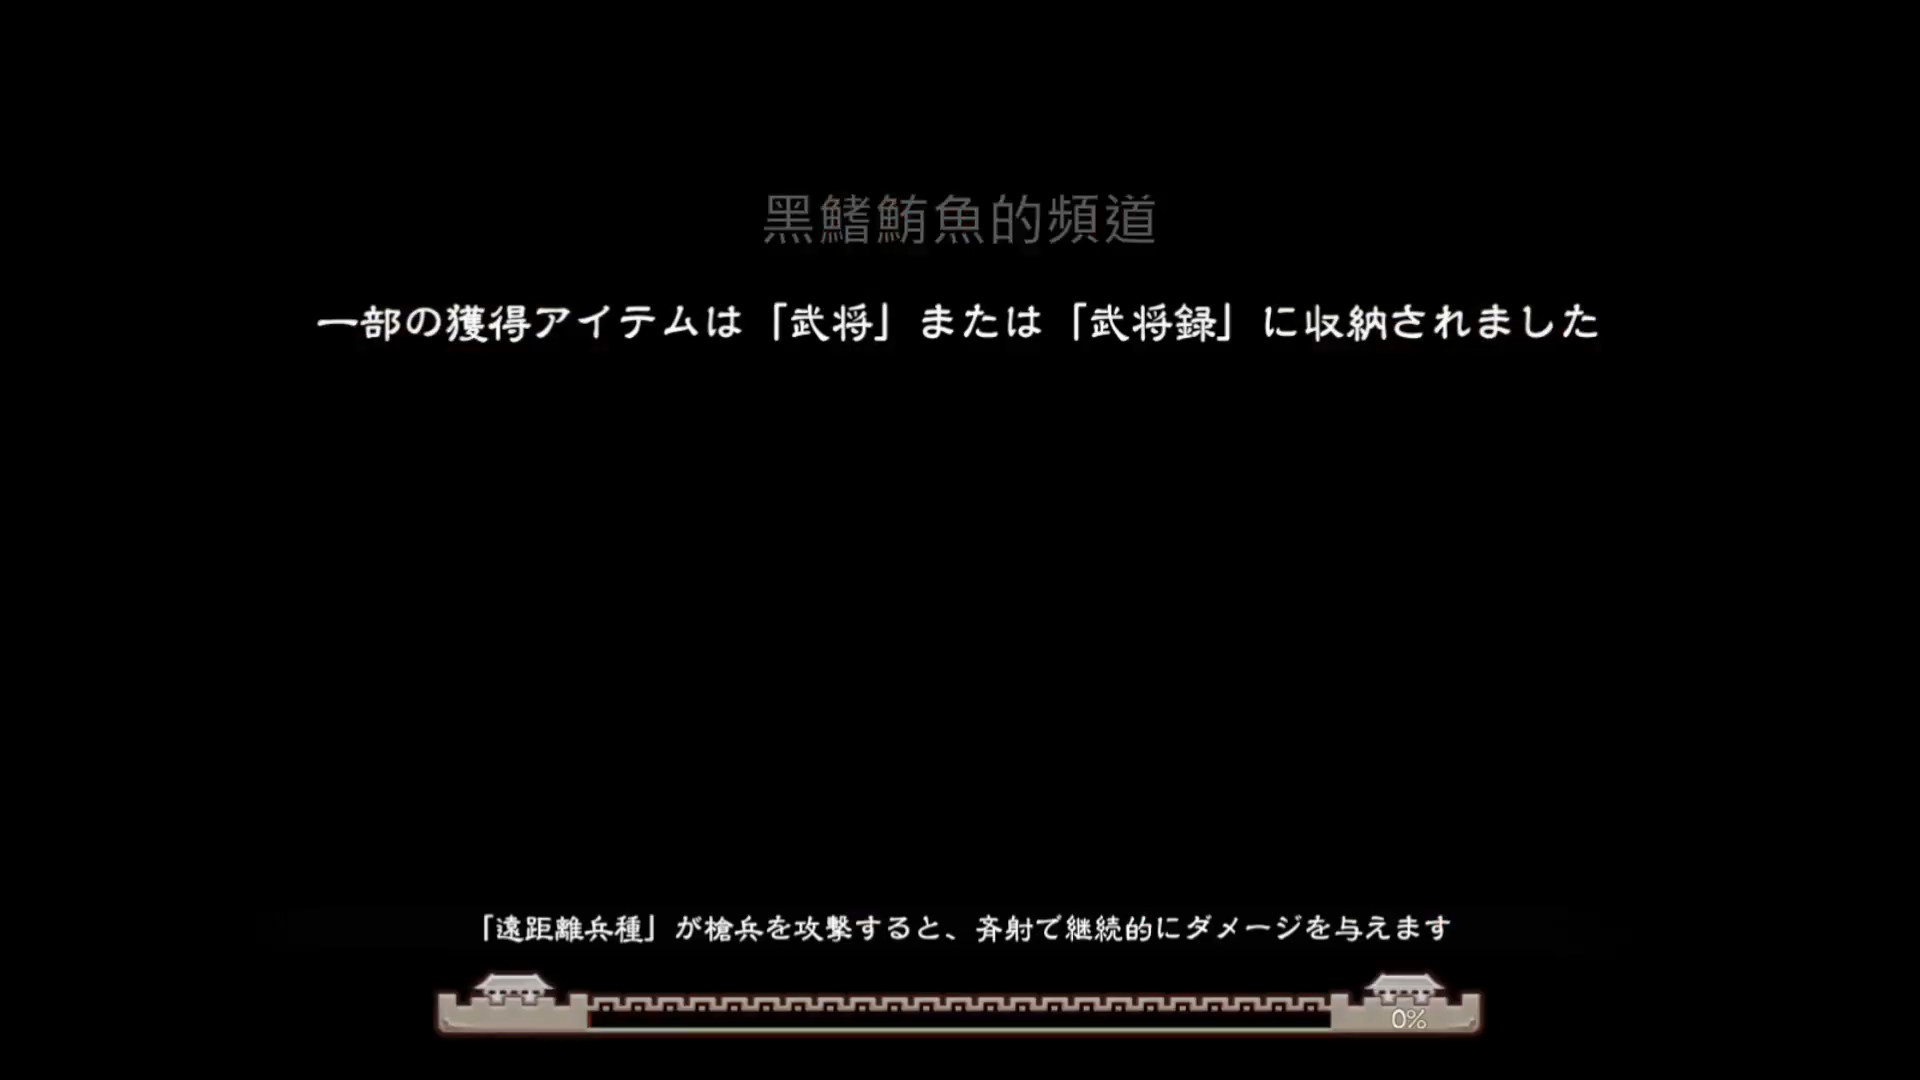 黑鰭鮪魚的頻道
一部の獲得アイテムは「武将」または「武将録」に収納されました
「遠距離兵種」が槍兵を攻撃すると、斉射で継続的にダメージを与えます
0%